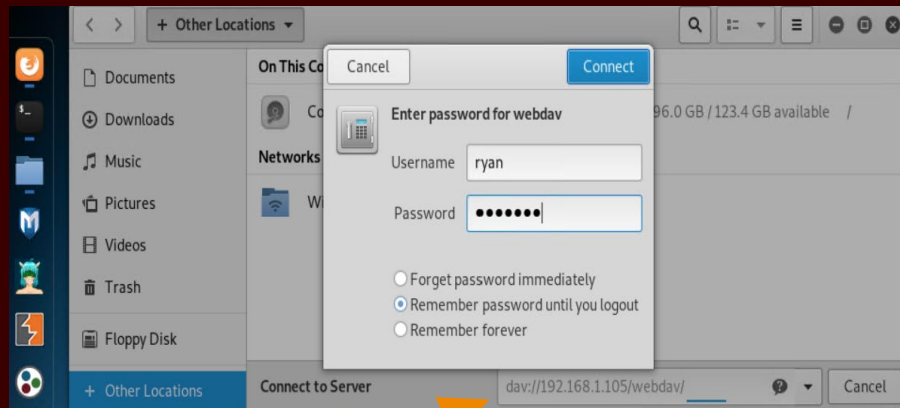 + Other Locations
Documents
Downloads
Music
Pictures
Videos
Trash
Floppy Disk
+ Other Locations
On This Co
Co
96.0 GB / 123.4 GB available /
Networks
Wi
Cancel
Connect
Enter password for webdav
Username ryan
Password •••••••
Forget password immediately
Remember password until you logout
Remember forever
Connect to Server dav://192.168.1.105/webdav/ Cancel